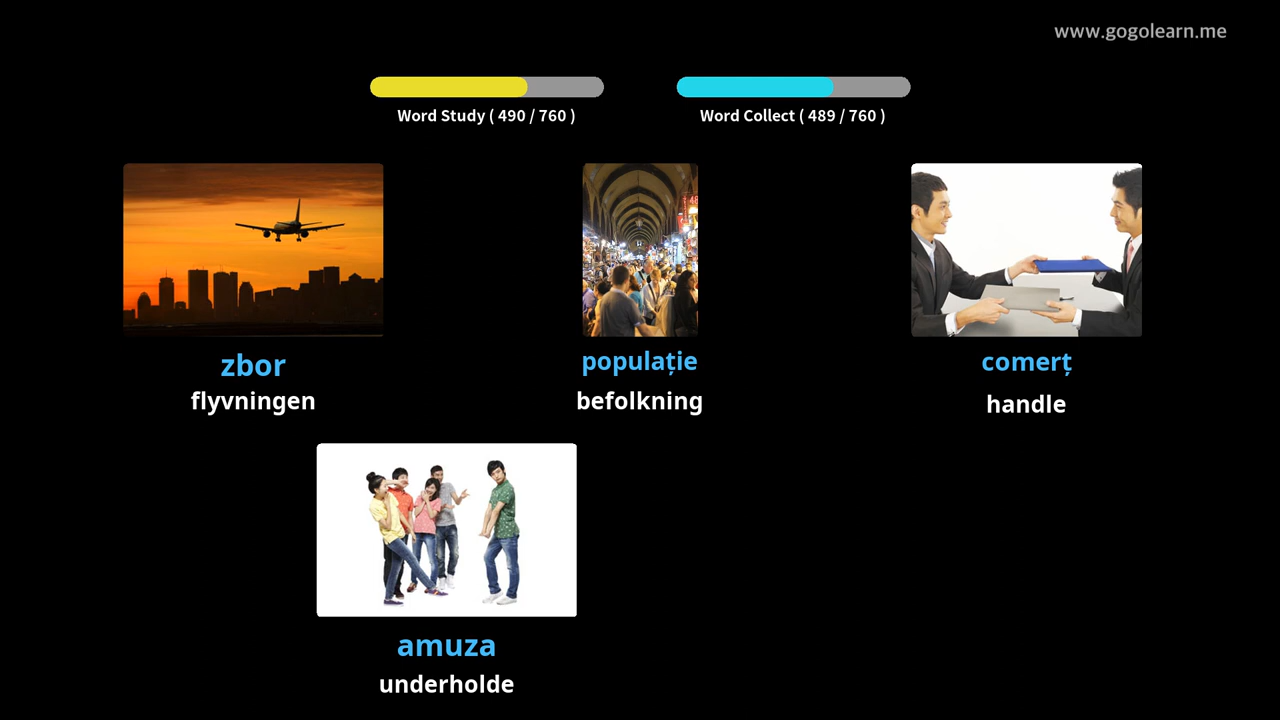 www.gogolearn.me
Word Study ( 490 / 760 )
Word Collect ( 489 / 760 )
zbor
flyvningen
populație
befolkning
comerț
handle
amuza
underholde